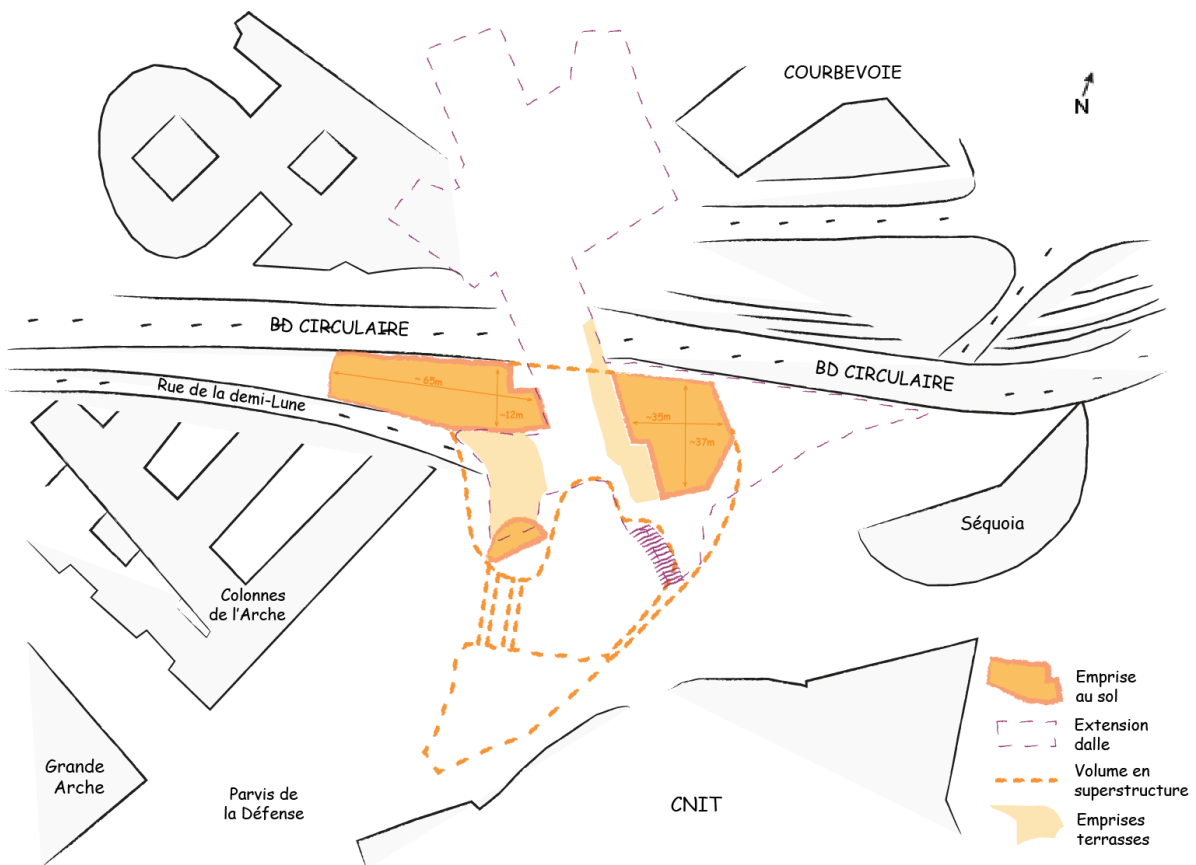 COURBEVOIE
N
BD CIRCULAIRE
BD CIRCULAIRE
Rue de la demi-Lune
~ 65m
~12m
~35m
~37m
Séquoia
Colonnes
de l'Arche
Grande
Arche
Parvis de
la Défense
CNIT
Emprise
au sol
Extension
dalle
Volume en
superstructure
Emprises
terrasses